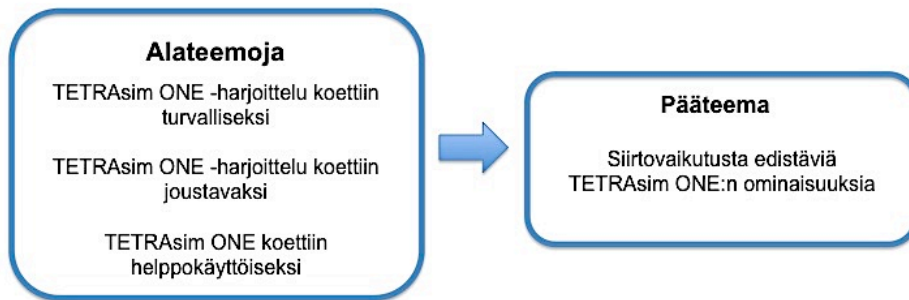 Alateemoja
TETRAsim ONE -harjoittelu koettiin
turvalliseksi
TETRAsim ONE -harjoittelu koettiin
joustavaksi
TETRAsim ONE koettiin
helppokäyttöiseksi
Pääteema
Siirtovaikutusta edistäviä
TETRAsim ONE:n ominaisuuksia